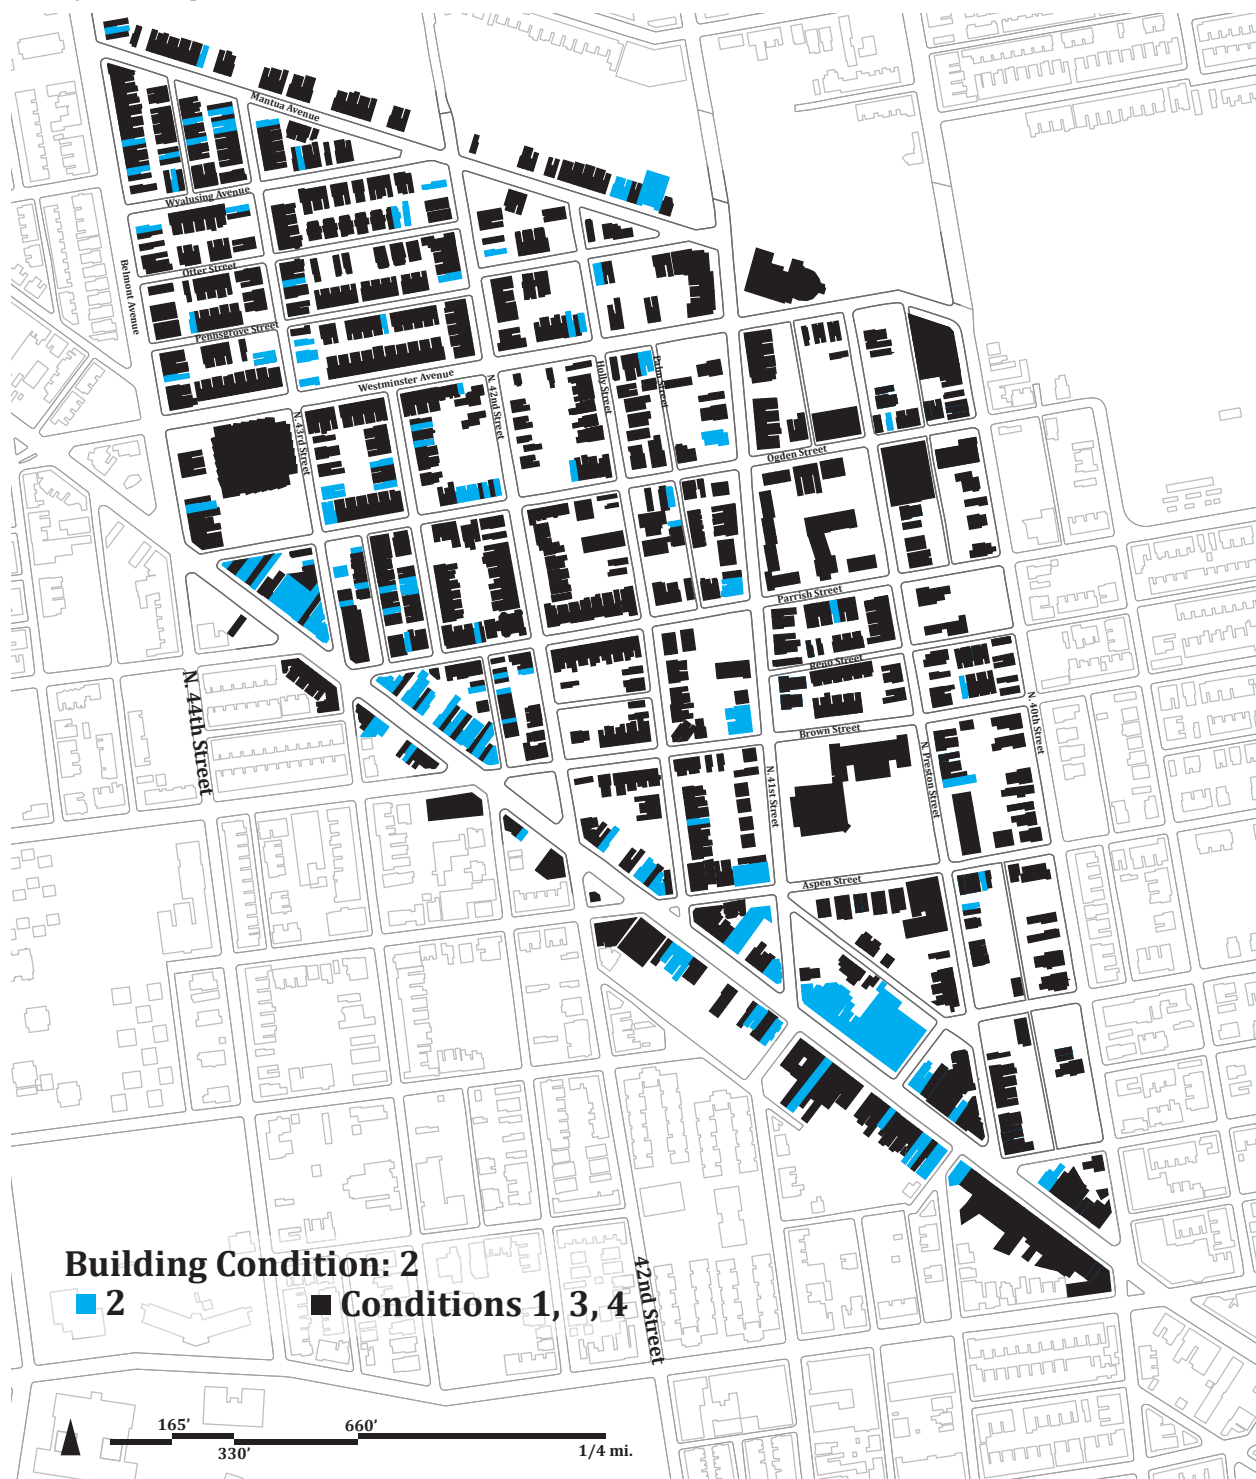 Mantua Avenue
Wyalusing Avenue
Belmont Avenue
Otter Street
Pennsgrove Street
Westminster Avenue
N. 42nd Street
Holly Street
Palm Street
N. 43rd Street
Ogden Street
Parrish Street
Reno Street
N. 44th Street
N. 40th Street
Brown Street
N. Preston Street
N. 41st Street
Aspen Street
Building Condition: 2
2
Conditions 1, 3, 4
42nd Street
165'
660'
330'
1/4 mi.